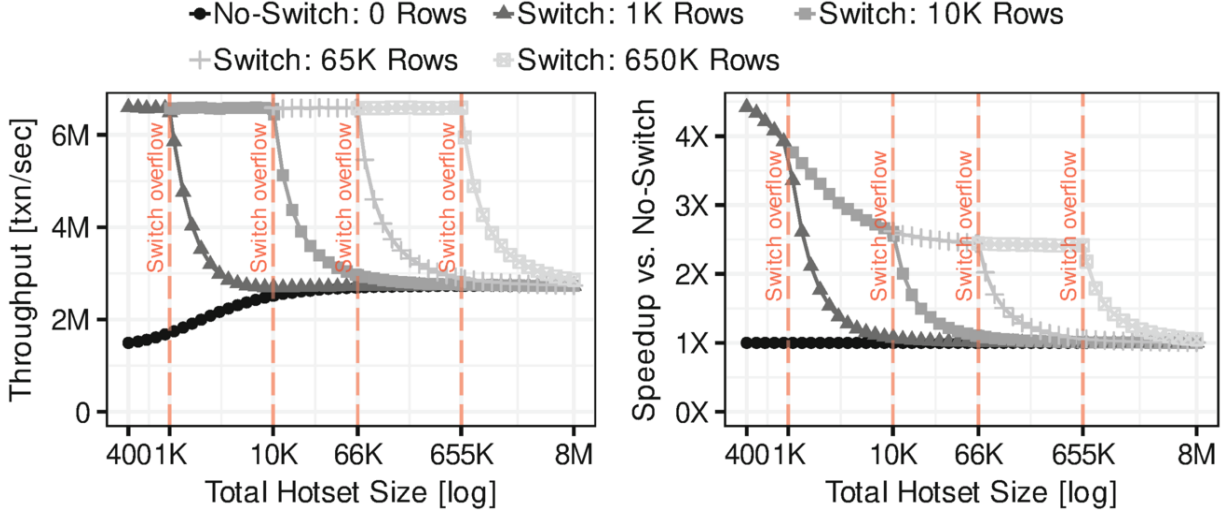 No-Switch: 0 Rows Switch: 1K Rows Switch: 10K Rows
Switch: 65K Rows Switch: 650K Rows
Throughput [txn/sec]
6M
4M
2M
0
Switch overflow
Switch overflow
Switch overflow
Switch overflow
400 1K 10K 66K 655K 8M
Total Hotset Size [log]
Speedup vs. No-Switch
4X
3X
2X
1X
0X
Switch overflow
Switch overflow
Switch overflow
Switch overflow
400 1K 10K 66K 655K 8M
Total Hotset Size [log]